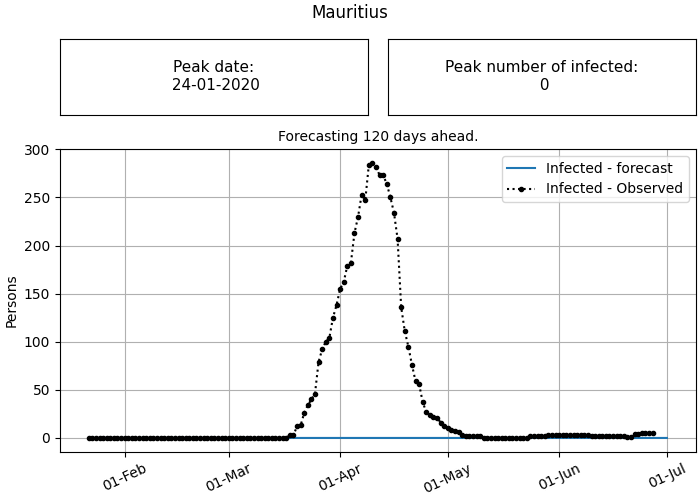 Mauritius
Peak date:
24-01-2020
Peak number of infected:
0
Forecasting 120 days ahead.
Infected - forecast
Infected - Observed
Persons
300
250
200
150
100
50
0
01-Feb
01-Mar
01-Apr
01-May
01-Jun
01-Jul